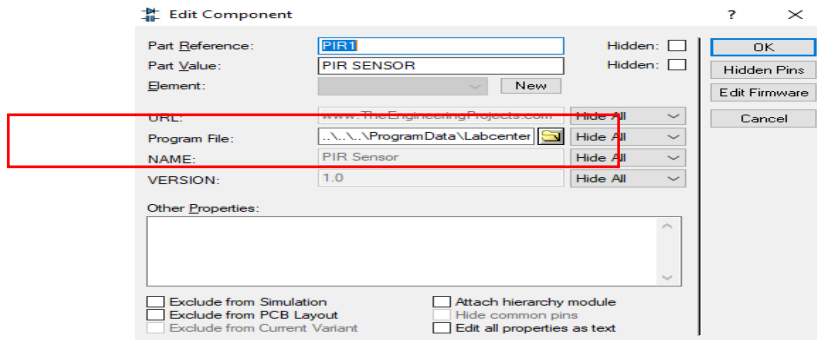 Edit Component ? ×
Part Reference: PIR1 Hidden: OK
Part Value: PIR SENSOR Hidden: Hidden Pins
Element: New Edit Firmware
URL: www.TheEngineeringProjects.com Hide All Cancel
Program File: ..\..\..\ProgramData\Labcenter Hide All
NAME: PIR Sensor Hide All
VERSION: 1.0 Hide All
Other Properties:
Exclude from Simulation Attach hierarchy module
Exclude from PCB Layout Hide common pins
Exclude from Current Variant Edit all properties as text